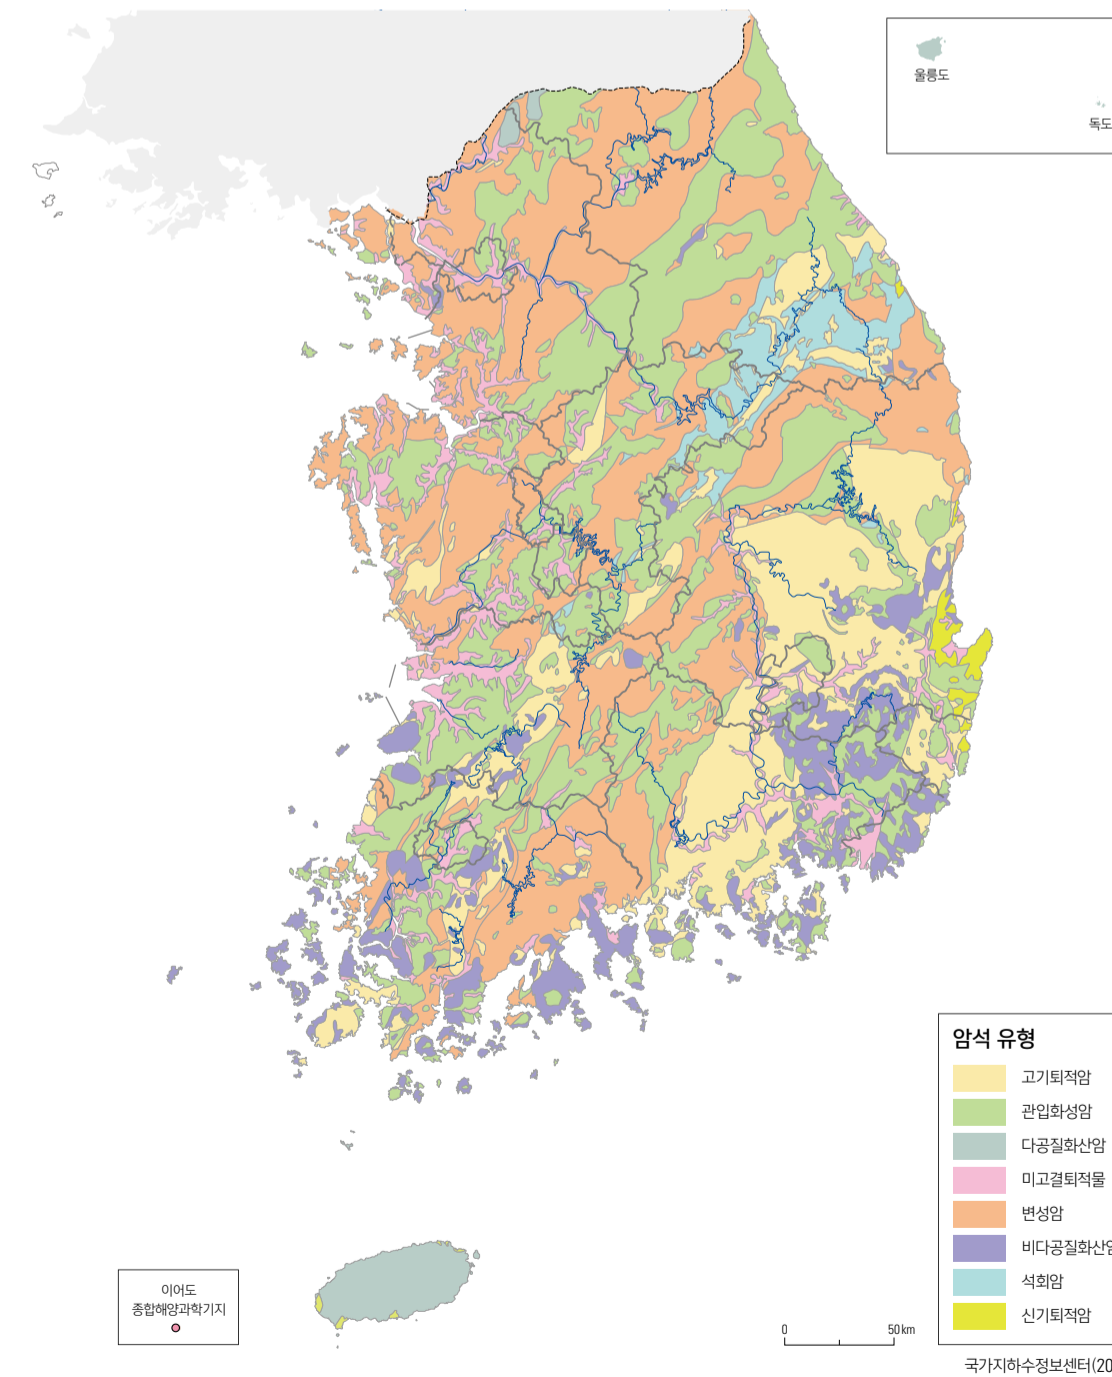 울릉도
독도
암석 유형
고기퇴적암
관입화성암
다공질화산암
미고결퇴적물
변성암
비다공질화산암
석회암
신기퇴적암
이어도
종합해양과학기지
0 50 km
국가지하수정보센터(20